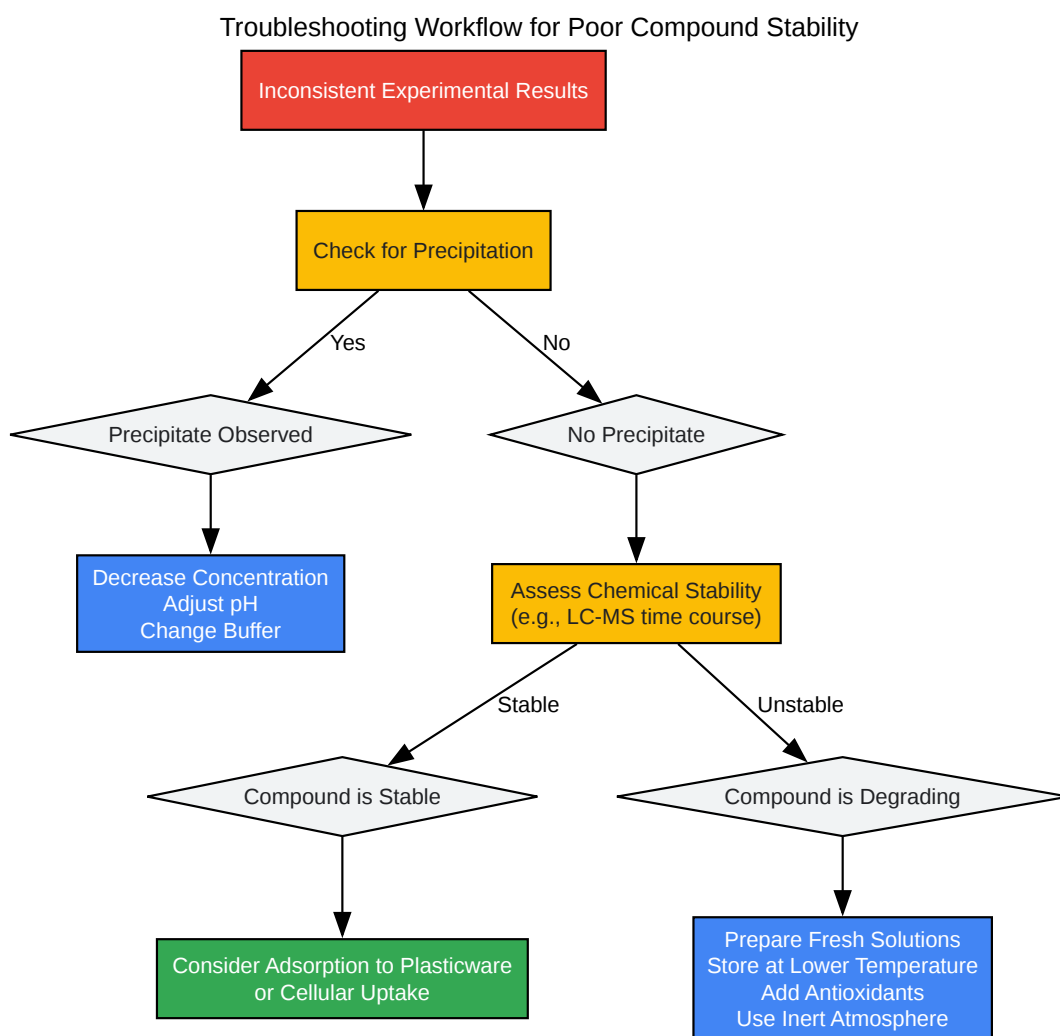 Troubleshooting Workflow for Poor Compound Stability
Inconsistent Experimental Results
Check for Precipitation
Yes
No
Precipitate Observed
No Precipitate
Decrease Concentration
Adjust pH
Change Buffer
Assess Chemical Stability
(e.g., LC-MS time course)
Stable
Unstable
Compound is Stable
Compound is Degrading
Consider Adsorption to Plasticware
or Cellular Uptake
Prepare Fresh Solutions
Store at Lower Temperature
Add Antioxidants
Use Inert Atmosphere